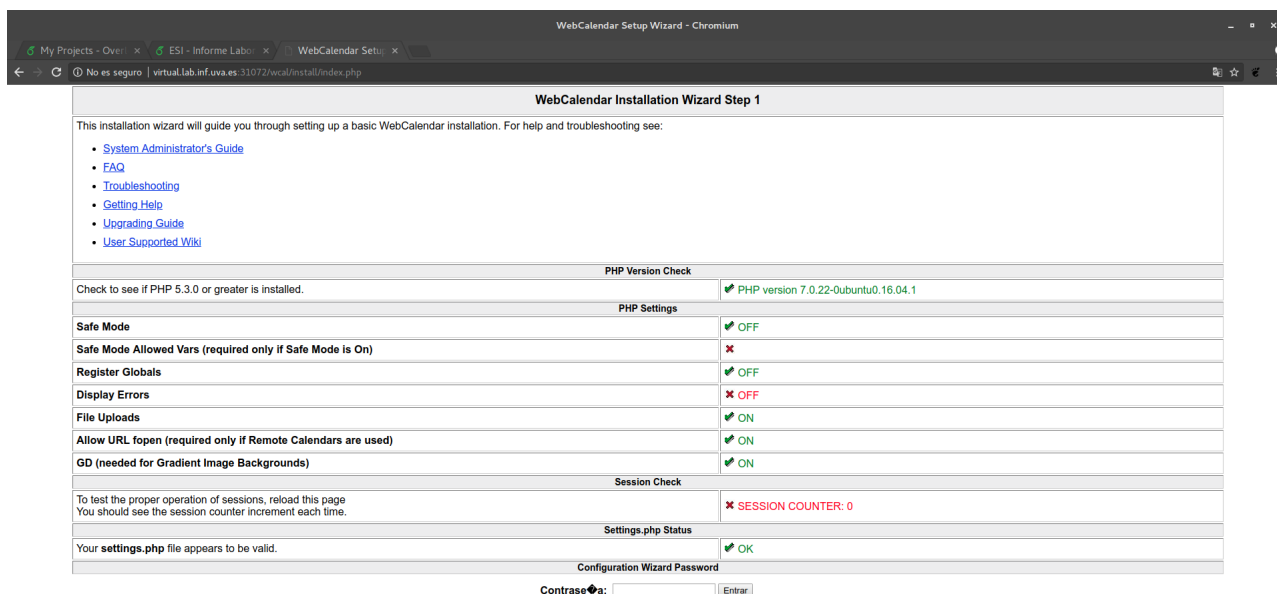 WebCalendar Setup Wizard - Chromium
My Projects - Over
ESI - Informe Labor
WebCalendar Setup
No es seguro | virtual.lab.inf.uva.es:31072/wcal/install/index.php
WebCalendar Installation Wizard Step 1
This installation wizard will guide you through setting up a basic WebCalendar installation. For help and troubleshooting see:
• System Administrator's Guide
• FAQ
• Troubleshooting
• Getting Help
• Upgrading Guide
• User Supported Wiki
PHP Version Check
Check to see if PHP 5.3.0 or greater is installed. PHP version 7.0.22-0ubuntu0.16.04.1
PHP Settings
Safe Mode OFF
Safe Mode Allowed Vars (required only if Safe Mode is On)
Register Globals OFF
Display Errors OFF
File Uploads ON
Allow URL fopen (required only if Remote Calendars are used) ON
GD (needed for Gradient Image Backgrounds) ON
Session Check
To test the proper operation of sessions, reload this page
You should see the session counter increment each time.
SESSION COUNTER: 0
Settings.php Status
Your settings.php file appears to be valid. OK
Configuration Wizard Password
Contrase�a: Entrar